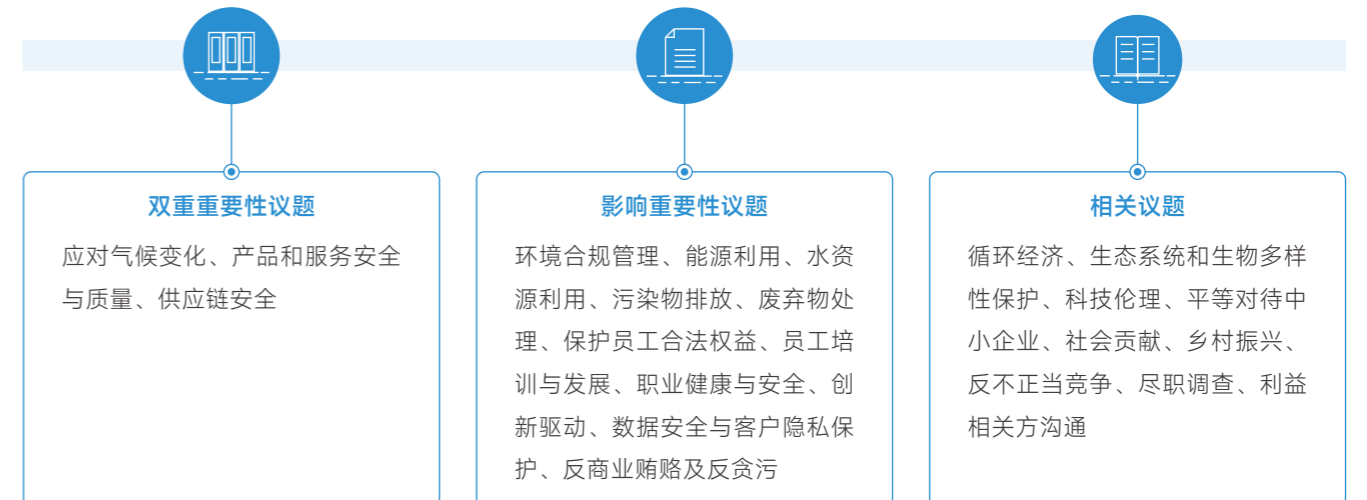 双重重要性议题
应对气候变化、产品和服务安全
与质量、供应链安全
影响重要性议题
环境合规管理、能源利用、水资
源利用、污染物排放、废弃物处
理、保护员工合法权益、员工培
训与发展、职业健康与安全、创
新驱动、数据安全与客户隐私保
护、反商业贿赂及反贪污
相关议题
循环经济、生态系统和生物多样
性保护、科技伦理、平等对待中
小企业、社会贡献、乡村振兴、
反不正当竞争、尽职调查、利益
相关方沟通